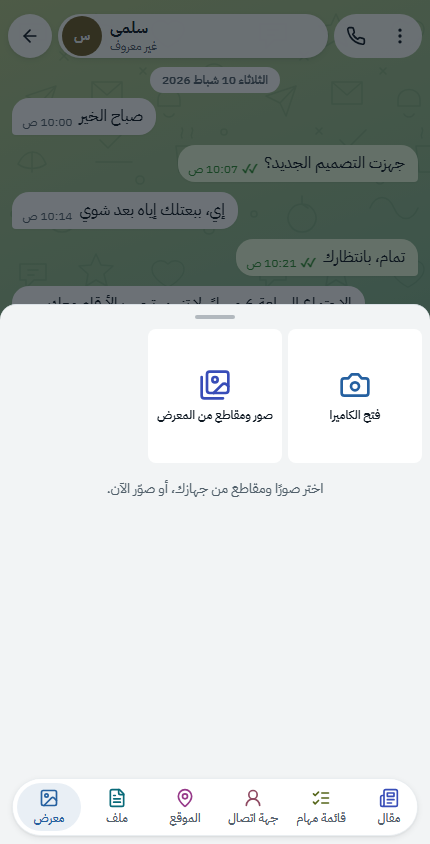 سلمى
غير معروف
س
الثلاثاء 10 شباط 2026
صباح الخير 10:00 ص
جهزت التصميم الجديد؟ 10:07 ص
إي، ببعتلك إياه بعد شوي 10:14 ص
تمام، بانتظارك 10:21 ص
فتح الكاميرا
صور ومقاطع من المعرض
اختر صورًا ومقاطع من جهازك، أو صوّر الآن.
مقال
قائمة مهام
جهة اتصال
الموقع
ملف
معرض